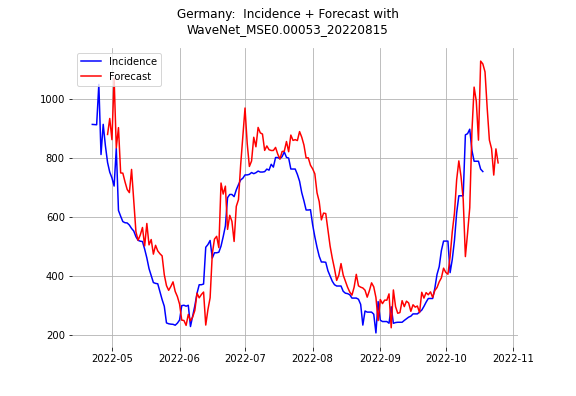 Germany:  Incidence + Forecast with
WaveNet_MSE0.00053_20220815
Incidence
Forecast
1000
800
600
400
200
2022-05 2022-06 2022-07 2022-08 2022-09 2022-10 2022-11